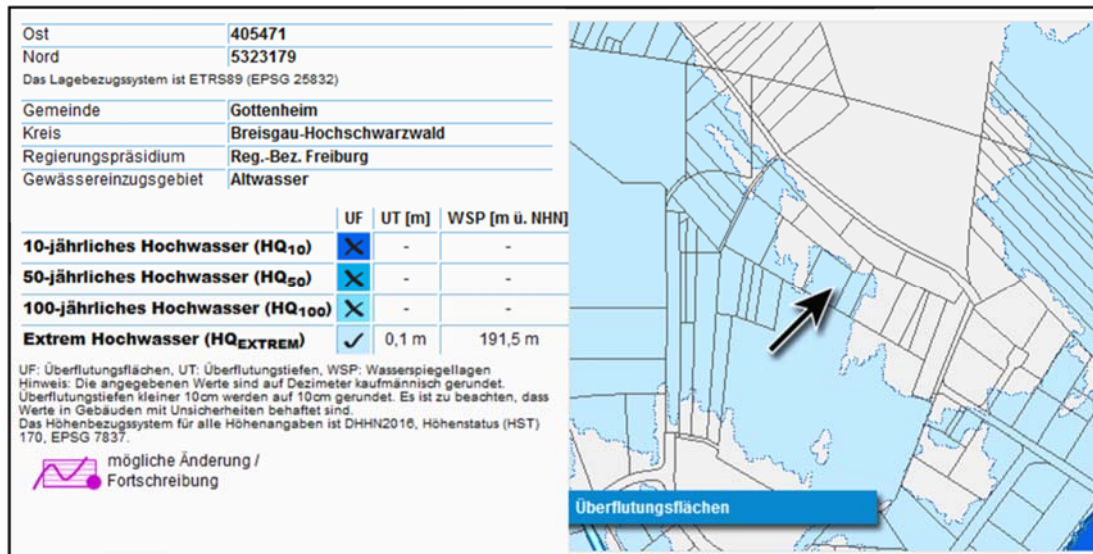 Ost 405471
Nord 5323179
Das Lagebezugssystem ist ETRS89 (EPSG 25832)
Gemeinde Gottenheim
Kreis Breisgau-Hochschwarzwald
Regierungspräsidium Reg.-Bez. Freiburg
Gewässereinzugsgebiet Altwasser
UF UT [m] WSP [m ü. NHN]
10-jährliches Hochwasser (HQ10) - -
50-jährliches Hochwasser (HQ50) - -
100-jährliches Hochwasser (HQ100) - -
Extrem Hochwasser (HQEXTREM) 0,1 m 191,5 m
UF: Überflutungsflächen, UT: Überflutungstiefen, WSP: Wasserspiegellagen
Hinweis: Die angegebenen Werte sind auf Dezimeter kaufmännisch gerundet.
Überflutungstiefen kleiner 10cm werden auf 10cm gerundet. Es ist zu beachten, dass
Werte in Gebäuden mit Unsicherheiten behaftet sind.
Das Höhenbezugssystem für alle Höhenangaben ist DHHN2016, Höhenstatus (HST)
170, EPSG 7837.
mögliche Änderung /
Fortschreibung
Überflutungsflächen